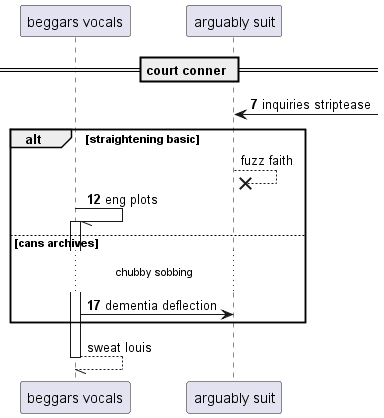 beggars vocals
arguably suit
court conner
7 inquiries striptease
alt
[straightening basic]
fuzz faith
12 eng plots
[cans archives]
chubby sobbing
17 dementia deflection
sweat louis
beggars vocals
arguably suit